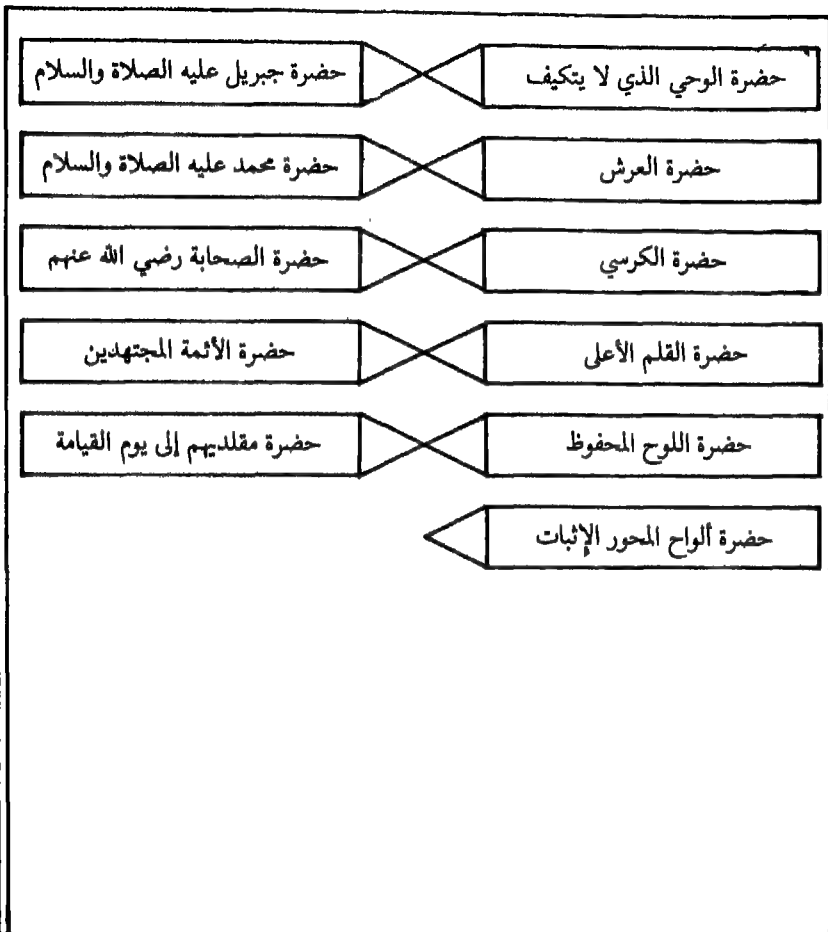 حضرة الوحي الذي لا يتكيف
حضرة جبريل عليه الصلاة والسلام
حضرة العرش
حضرة محمد عليه الصلاة والسلام
حضرة الكرسي
حضرة الصحابة رضي الله عنهم
حضرة القلم الأعلى
حضرة الأئمة المجتهدين
حضرة اللوح المحفوظ
حضرة مقلديهم إلى يوم القيامة
حضرة ألواح المحور الإثبات